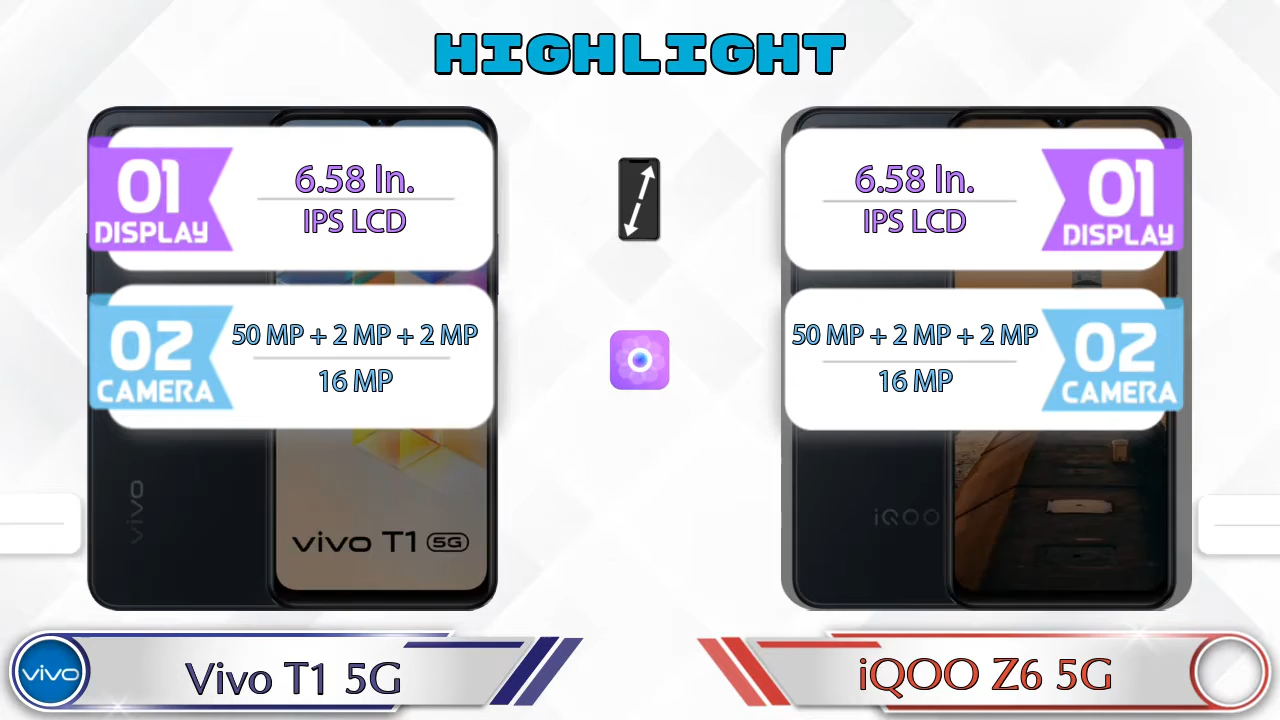 HIGHLIGHT
01
DISPLAY
6.58 In.
IPS LCD
02
CAMERA
50 MP + 2 MP + 2 MP
16 MP
vivo
vivo T1 5G
6.58 In.
IPS LCD
01
DISPLAY
50 MP + 2 MP + 2 MP
16 MP
02
CAMERA
iQOO
vivo
Vivo T1 5G
iQOO Z6 5G